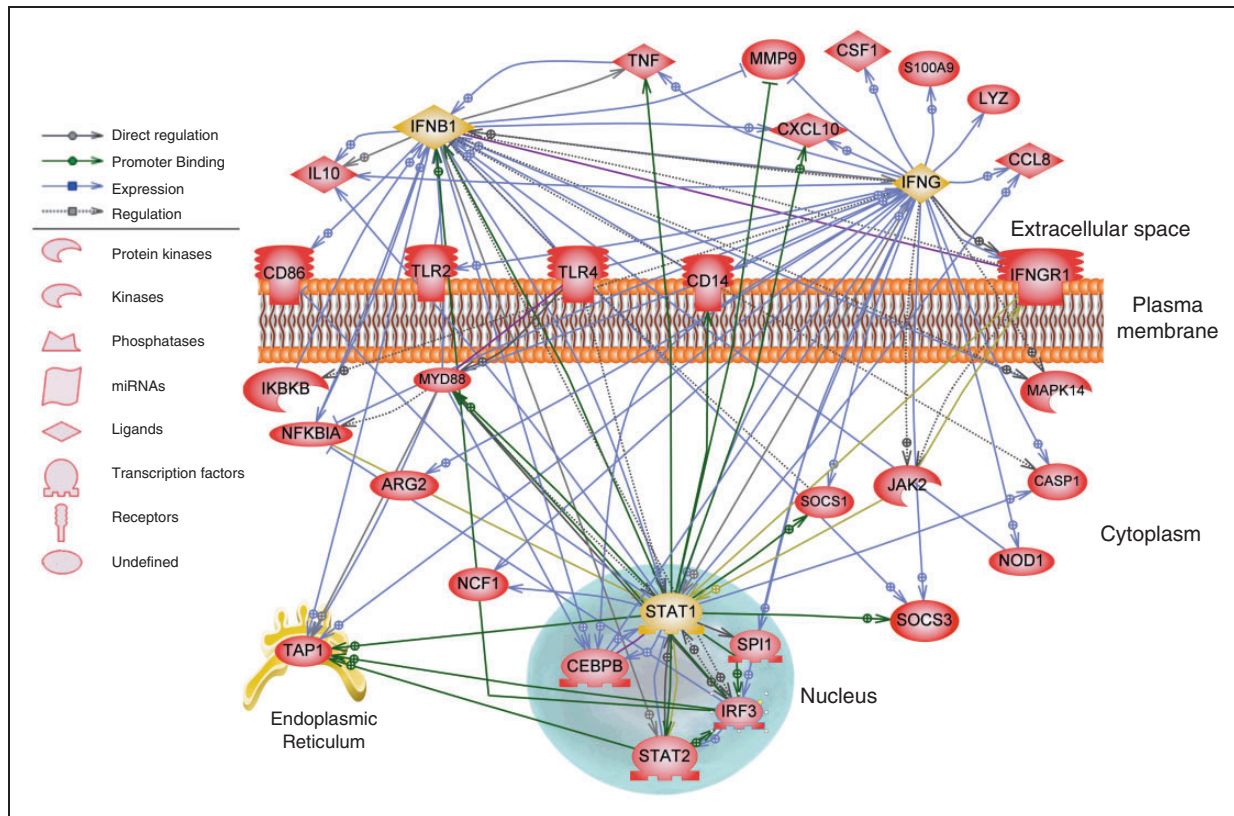 Direct regulation
Promoter Binding
Expression
Regulation
Protein kinases
Kinases
Phosphatases
miRNAs
Ligands
Transcription factors
Receptors
Undefined
TNF
MMP9
CSF1
S100A9
LYZ
IFNB1
CXCL10
CCL8
IL10
IFNG
Extracellular space
CD86
TLR2
TLR4
CD14
IFNGR1
Plasma
membrane
IKBKB
MYD88
MAPK14
NFKBIA
ARG2
SOCS1
JAK2
CASP1
Cytoplasm
NCF1
NOD1
STAT1
SOCS3
TAP1
CEBPB
SPI1
Nucleus
IRF3
Endoplasmic
Reticulum
STAT2